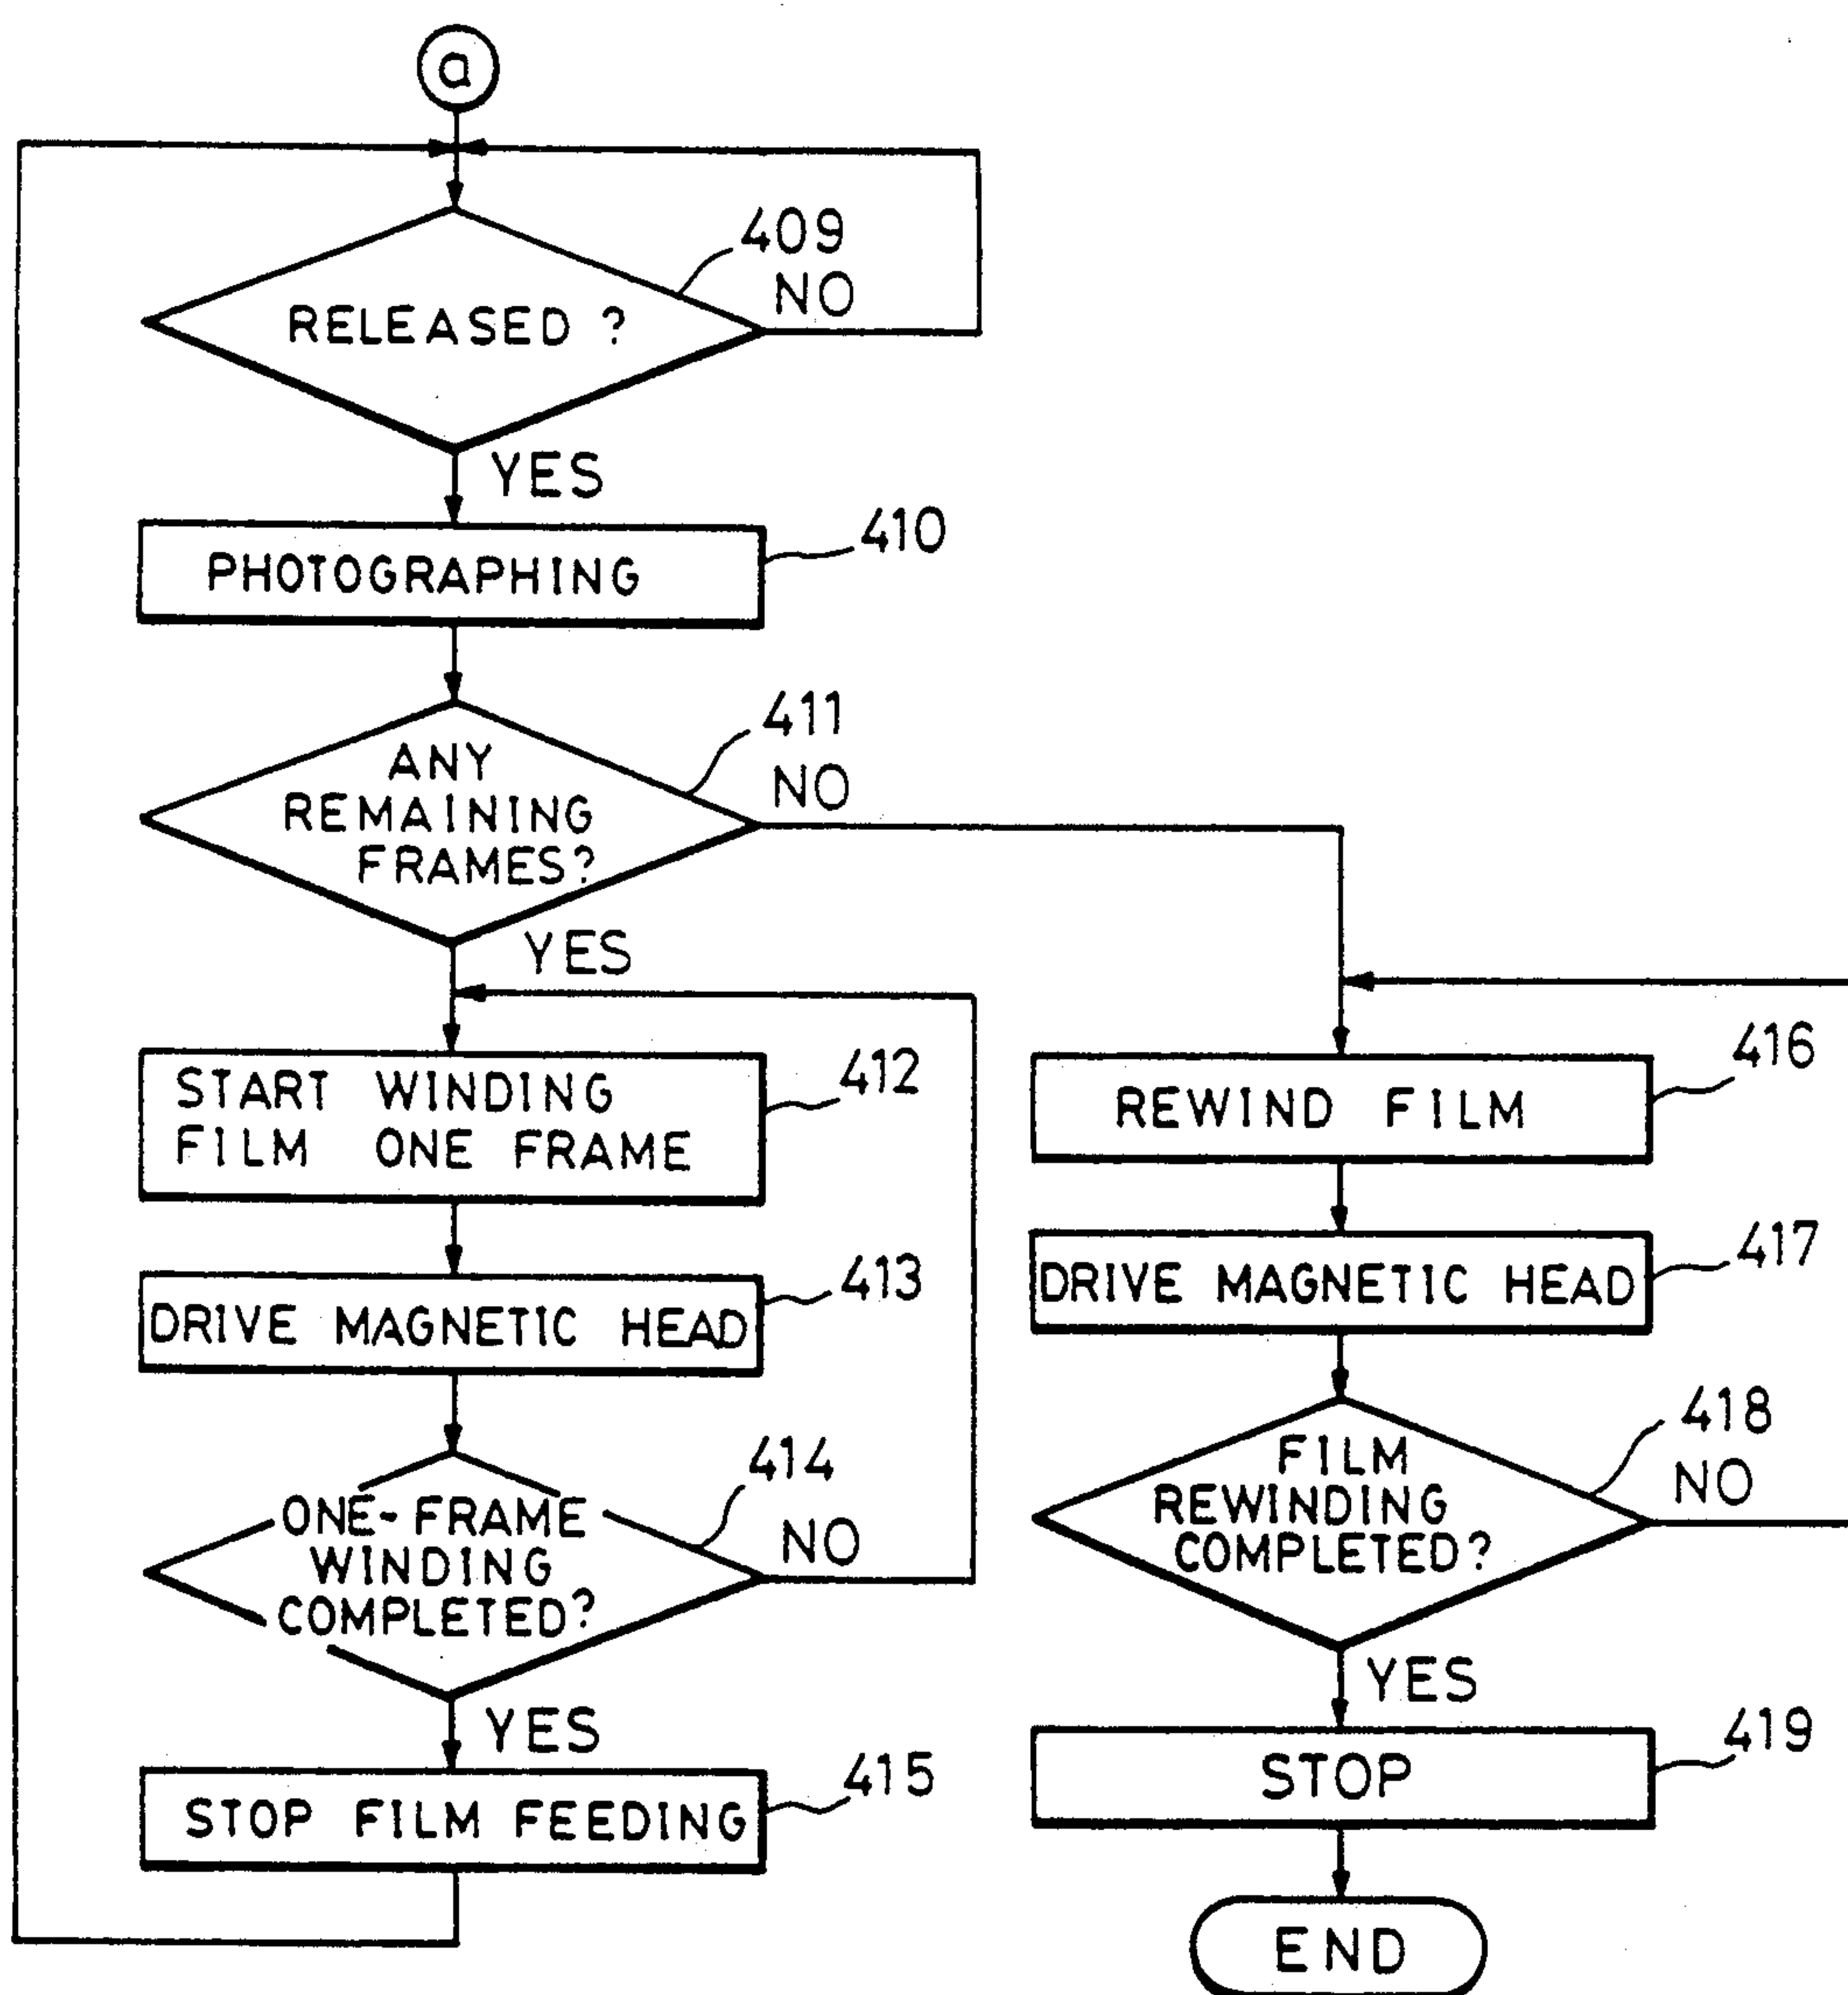 a
409
NO
RELEASED ?
YES
410
PHOTOGRAPHING
411
NO
ANY
REMAINING
FRAMES?
YES
412
START WINDING
FILM ONE FRAME
413
DRIVE MAGNETIC HEAD
414
NO
ONE-FRAME
WINDING
COMPLETED?
YES
415
STOP FILM FEEDING
416
REWIND FILM
417
DRIVE MAGNETIC HEAD
418
NO
FILM
REWINDING
COMPLETED?
YES
419
STOP
END